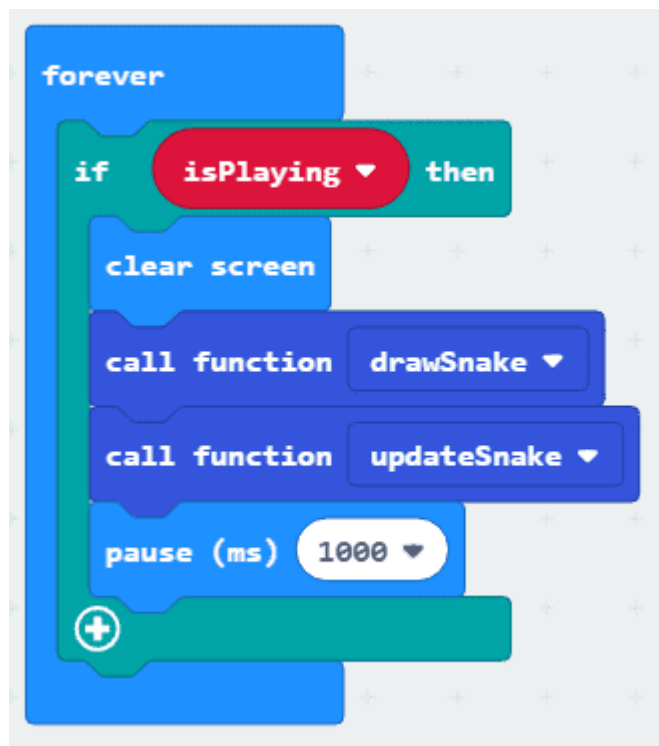 forever
if isPlaying then
clear screen
call function drawSnake
call function updateSnake
pause (ms) 1000